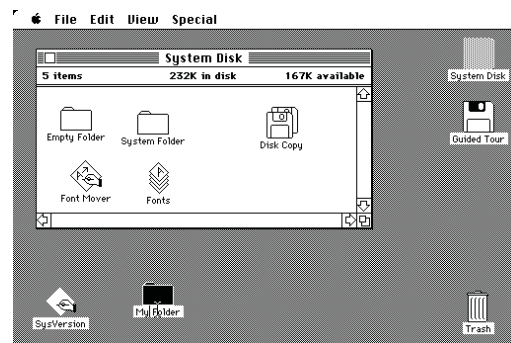 File Edit View Special
System Disk
5 items 232K in disk 167K available
Empty Folder
System Folder
Disk Copy
Font Mover
Fonts
System Disk
Guided Tour
SysVersion
My Folder
Trash